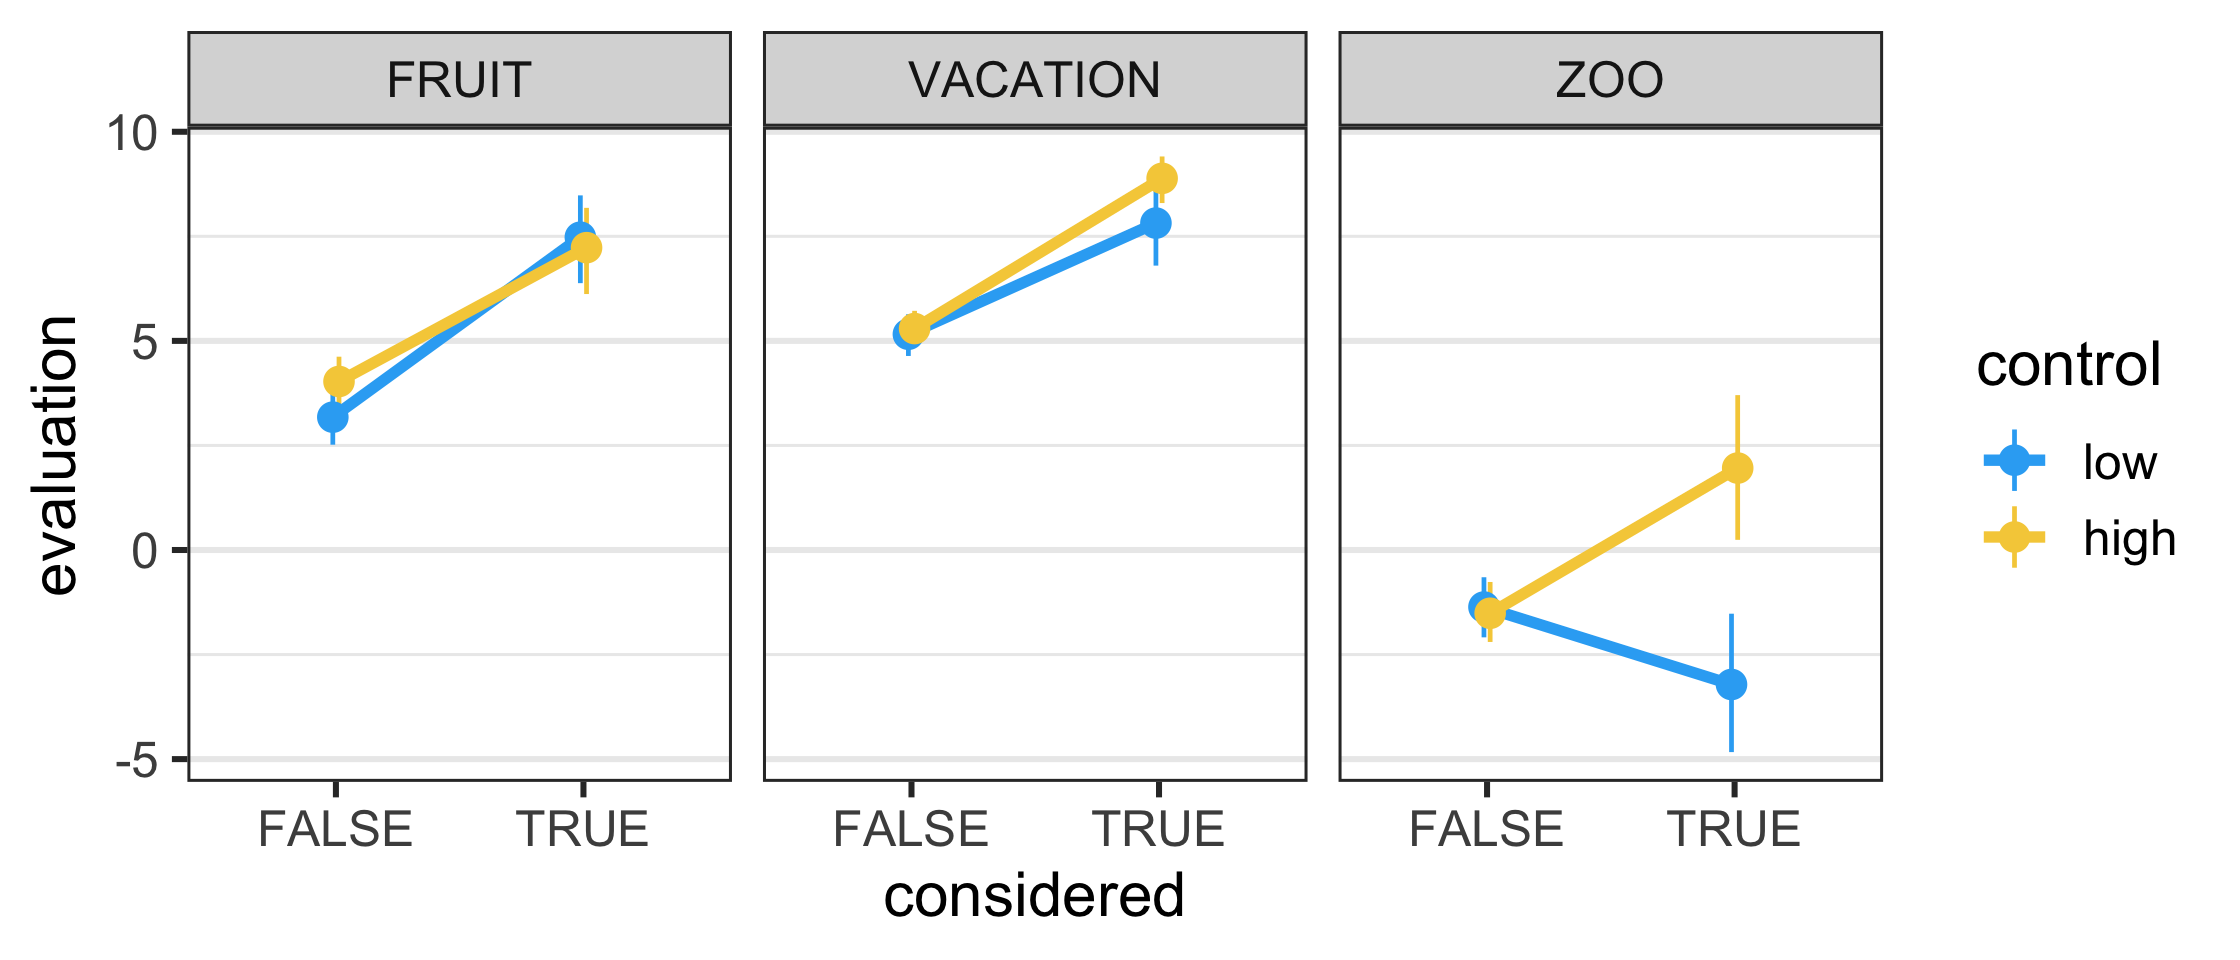 FRUIT VACATION ZOO
10
5
0
-5
evaluation
FALSE TRUE FALSE TRUE FALSE TRUE
considered
control
low
high